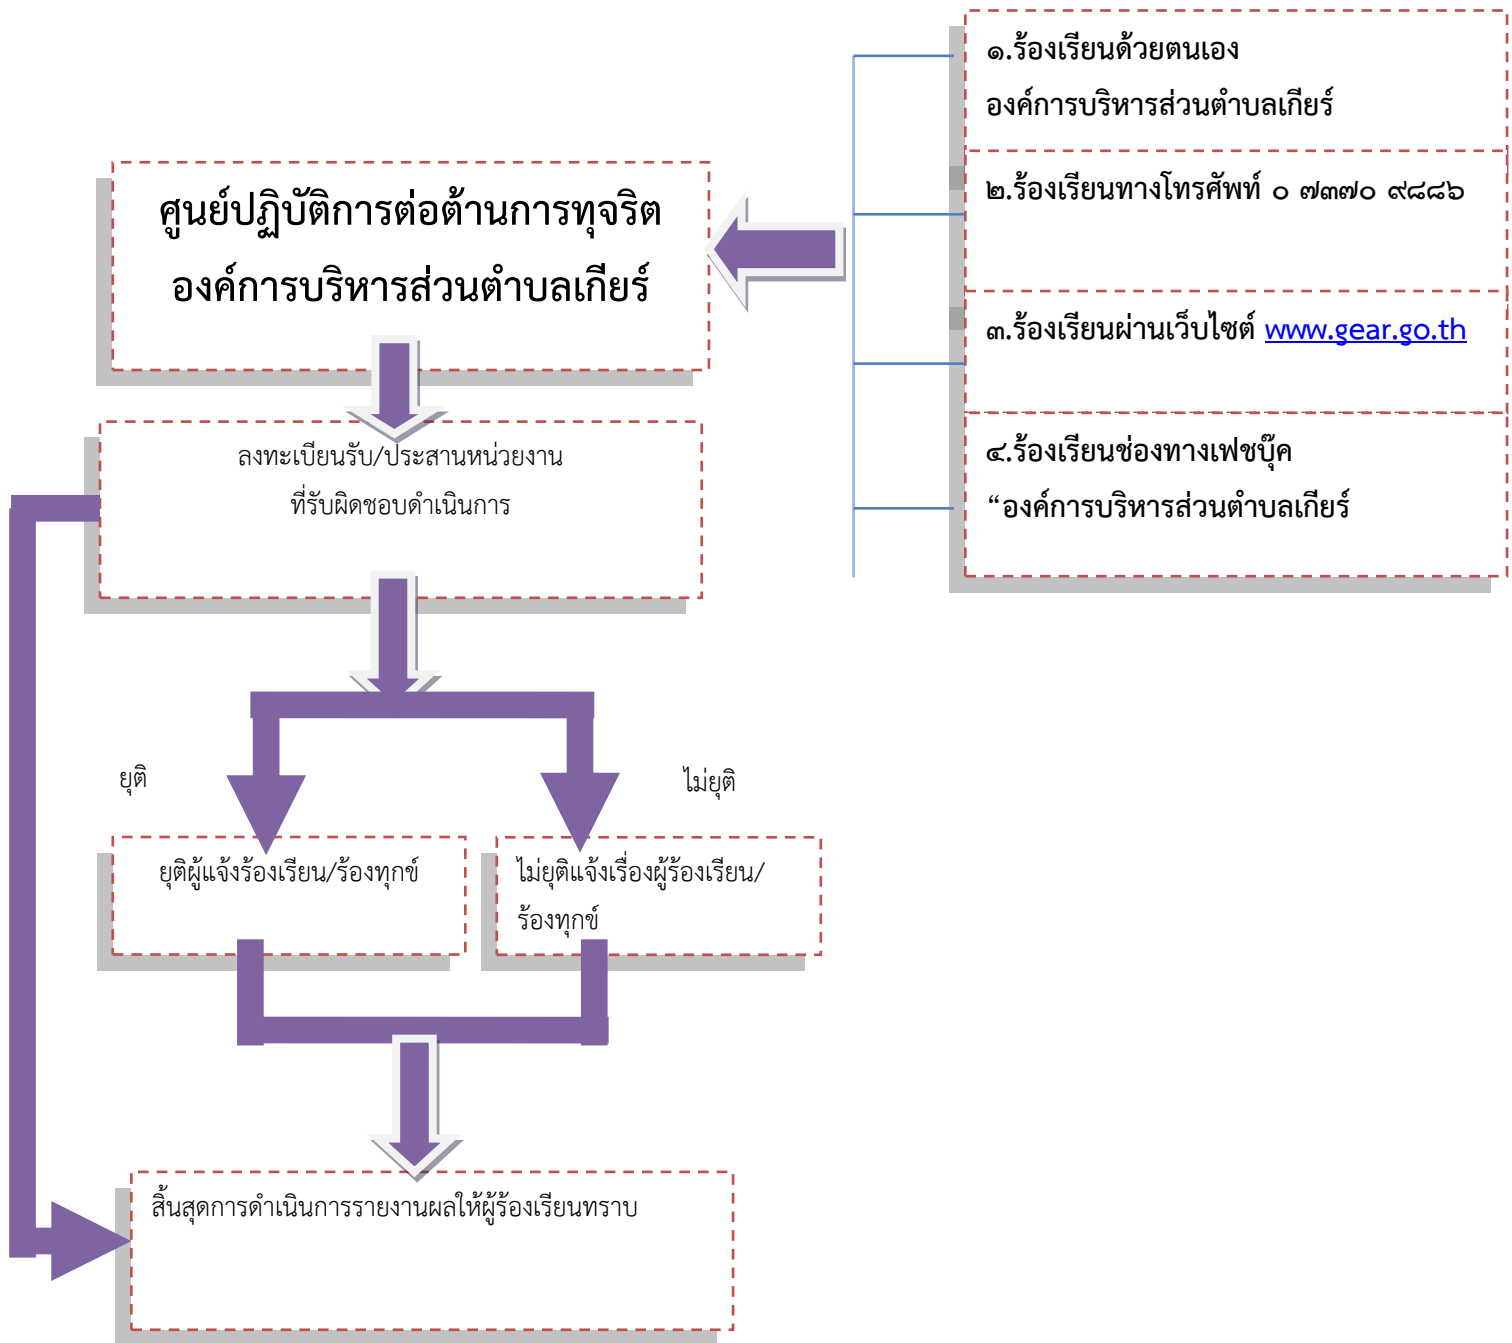 ๑.ร้องเรียนด้วยตนเอง
องค์การบริหารส่วนตำบลเกียร์
๒.ร้องเรียนทางโทรศัพท์ ๐ ๗๓๗๐ ๙๘๘๖
๓.ร้องเรียนผ่านเว็บไซต์ www.gear.go.th
๔.ร้องเรียนช่องทางเฟชบุ๊ค
“องค์การบริหารส่วนตำบลเกียร์
ศูนย์ปฏิบัติการต่อต้านการทุจริต
องค์การบริหารส่วนตำบลเกียร์
ลงทะเบียนรับ/ประสานหน่วยงาน
ที่รับผิดชอบดำเนินการ
ยุติ
ไม่ยุติ
ยุติผู้แจ้งร้องเรียน/ร้องทุกข์
ไม่ยุติแจ้งเรื่องผู้ร้องเรียน/
ร้องทุกข์
สิ้นสุดการดำเนินการรายงานผลให้ผู้ร้องเรียนทราบ